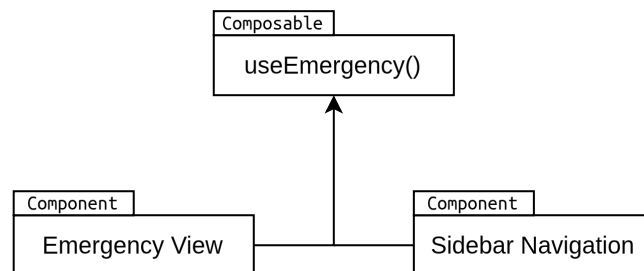 Composable
useEmergency()
Component
Emergency View
Component
Sidebar Navigation